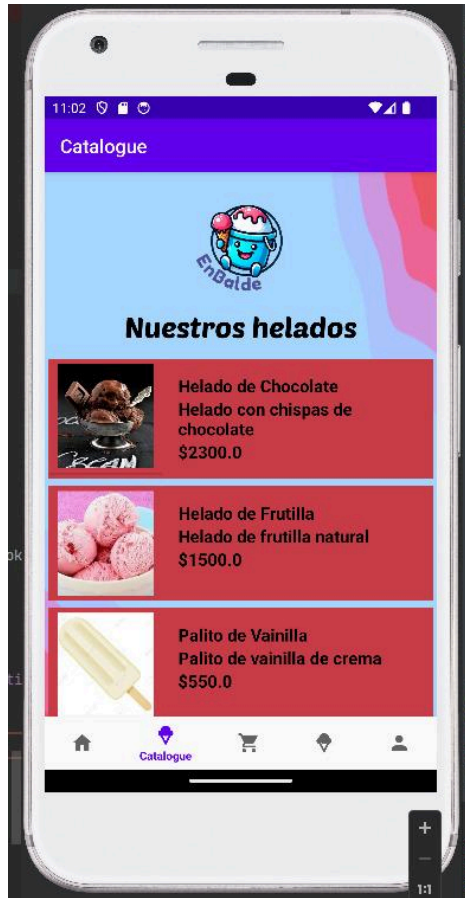 11:02
Catalogue
EnBalde
Nuestros helados
CREAM
Helado de Chocolate
Helado con chispas de
chocolate
$2300.0
Helado de Frutilla
Helado de frutilla natural
$1500.0
Palito de Vainilla
Palito de vainilla de crema
$550.0
Catalogue
ok
ti
+
1:1